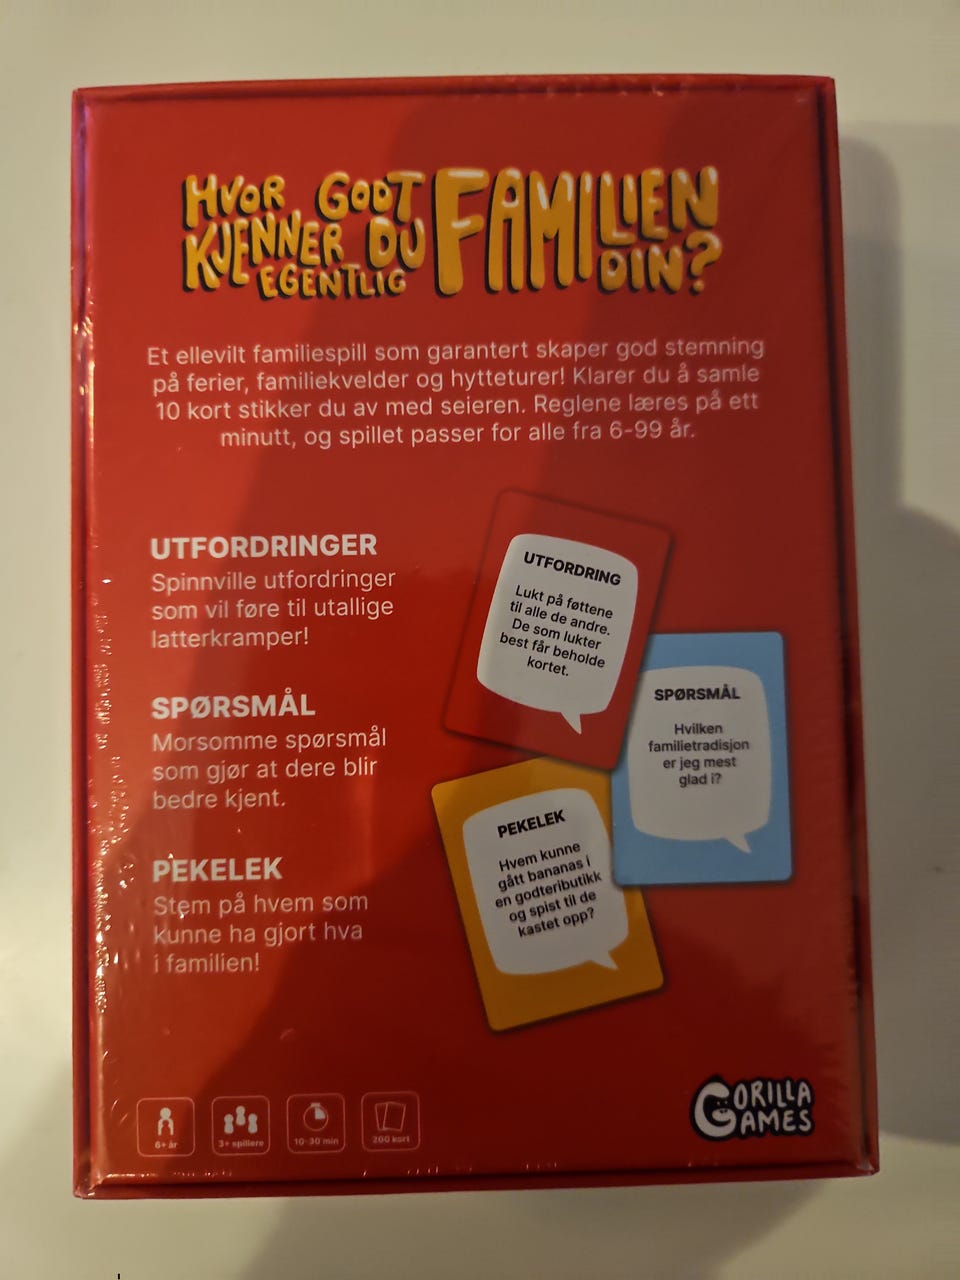 HVOR GODT
KJENNER DU
EGENTLIG
FAMILIEN
DIN?
Et ellevilt familiespill som garantert skaper god stemning
på ferier, familiekvelder og hytteturer! Klarer du å samle
10 kort stikker du av med seieren. Reglene læres på ett
minutt, og spillet passer for alle fra 6-99 år.
UTFORDRINGER
Spinnville utfordringer
som vil føre til utallige
latterkramper!
SPØRSMÅL
Morsomme spørsmål
som gjør at dere blir
bedre kjent.
PEKELEK
Stem på hvem som
kunne ha gjort hva
i familien!
UTFORDRING
Lukt på føttene
til alle de andre.
De som lukter
best får beholde
kortet.
SPØRSMÅL
Hvilken
familietradisjon
er jeg mest
glad i?
PEKELEK
Hvem kunne
gått bananas i
en godteributikk
og spist til de
kastet opp?
6+ år
3+ spillere
10-30 min
200 kort
GORILLA
GAMES